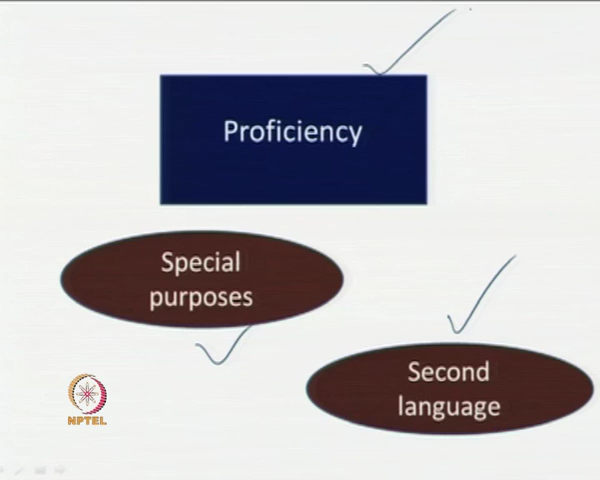 Proficiency
Special
purposes
Second
language
NPTEL